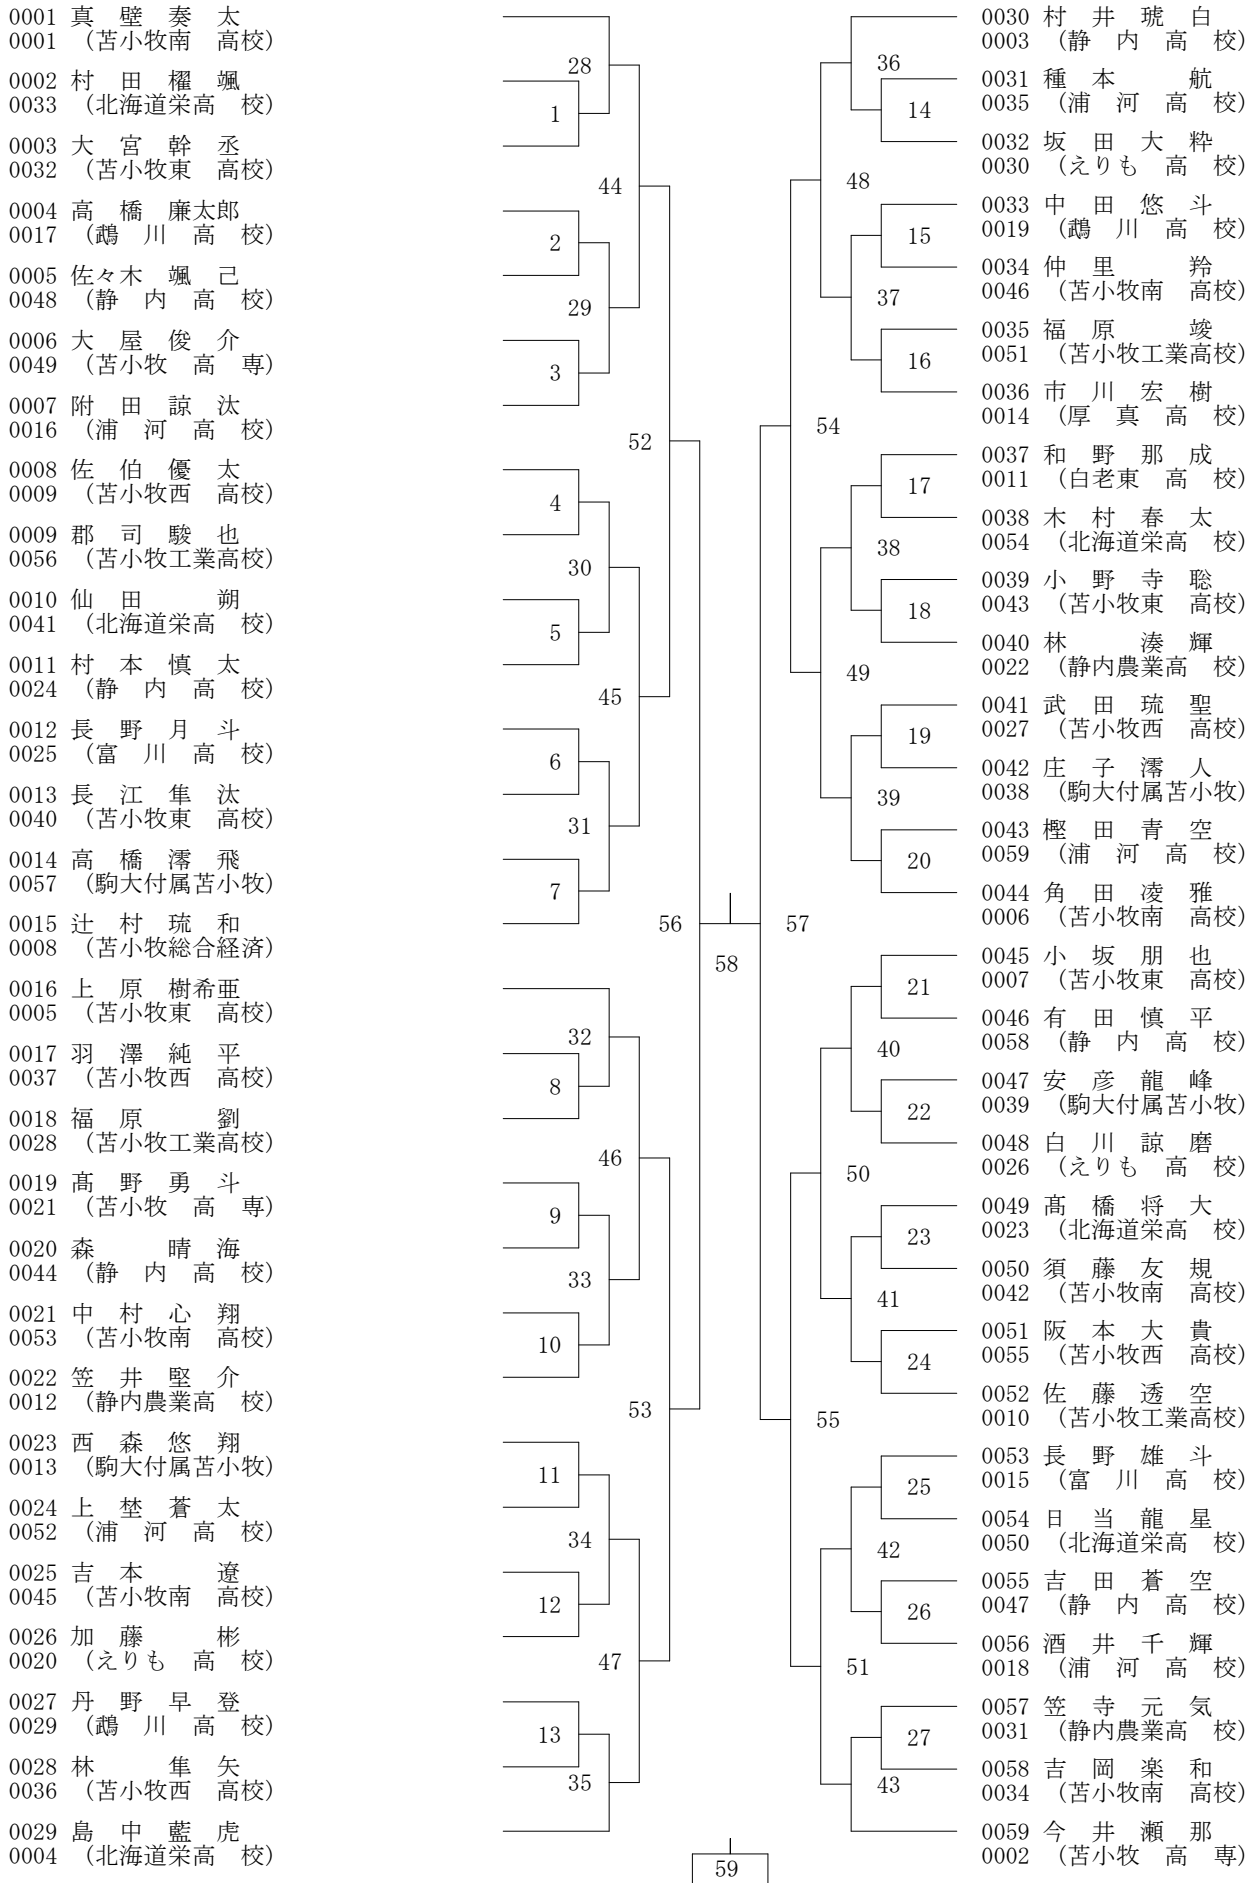 0001 真 壁 奏 太
0001 (苫小牧南 高校)
0002 村 田 櫂 颯
0033 (北海道栄高 校)
0003 大 宮 幹 丞
0032 (苫小牧東 高校)
0004 高 橋 廉太郎
0017 (鵡 川 高 校)
0005 佐々木 颯 己
0048 (静 内 高 校)
0006 大 屋 俊 介
0049 (苫小牧 高 専)
0007 附 田 諒 汰
0016 (浦 河 高 校)
0008 佐 伯 優 太
0009 (苫小牧西 高校)
0009 郡 司 駿 也
0056 (苫小牧工業高校)
0010 仙 田 朔
0041 (北海道栄高 校)
0011 村 本 慎 太
0024 (静 内 高 校)
0012 長 野 月 斗
0025 (富 川 高 校)
0013 長 江 隼 汰
0040 (苫小牧東 高校)
0014 高 橋 澪 飛
0057 (駒大付属苫小牧)
0015 辻 村 琉 和
0008 (苫小牧総合経済)
0016 上 原 樹希亜
0005 (苫小牧東 高校)
0017 羽 澤 純 平
0037 (苫小牧西 高校)
0018 福 原 劉
0028 (苫小牧工業高校)
0019 髙 野 勇 斗
0021 (苫小牧 高 専)
0020 森 晴 海
0044 (静 内 高 校)
0021 中 村 心 翔
0053 (苫小牧南 高校)
0022 笠 井 堅 介
0012 (静内農業高 校)
0023 西 森 悠 翔
0013 (駒大付属苫小牧)
0024 上 埜 蒼 太
0052 (浦 河 高 校)
0025 吉 本 遼
0045 (苫小牧南 高校)
0026 加 藤 彬
0020 (えりも 高 校)
0027 丹 野 早 登
0029 (鵡 川 高 校)
0028 林 隼 矢
0036 (苫小牧西 高校)
0029 島 中 藍 虎
0004 (北海道栄高 校)
1
2
3
4
5
6
7
8
9
10
11
12
13
28
29
30
31
32
33
34
35
44
45
46
47
52
53
56
58
59
57
54
55
48
49
50
51
36
37
38
39
40
41
42
43
14
15
16
17
18
19
20
21
22
23
24
25
26
27
0030 村 井 琥 白
0003 (静 内 高 校)
0031 種 本 航
0035 (浦 河 高 校)
0032 坂 田 大 粋
0030 (えりも 高 校)
0033 中 田 悠 斗
0019 (鵡 川 高 校)
0034 仲 里 羚
0046 (苫小牧南 高校)
0035 福 原 竣
0051 (苫小牧工業高校)
0036 市 川 宏 樹
0014 (厚 真 高 校)
0037 和 野 那 成
0011 (白老東 高 校)
0038 木 村 春 太
0054 (北海道栄高 校)
0039 小 野 寺 聡
0043 (苫小牧東 高校)
0040 林 湊 輝
0022 (静内農業高 校)
0041 武 田 琉 聖
0027 (苫小牧西 高校)
0042 庄 子 澪 人
0038 (駒大付属苫小牧)
0043 樫 田 青 空
0059 (浦 河 高 校)
0044 角 田 凌 雅
0006 (苫小牧南 高校)
0045 小 坂 朋 也
0007 (苫小牧東 高校)
0046 有 田 慎 平
0058 (静 内 高 校)
0047 安 彦 龍 峰
0039 (駒大付属苫小牧)
0048 白 川 諒 磨
0026 (えりも 高 校)
0049 髙 橋 将 大
0023 (北海道栄高 校)
0050 須 藤 友 規
0042 (苫小牧南 高校)
0051 阪 本 大 貴
0055 (苫小牧西 高校)
0052 佐 藤 透 空
0010 (苫小牧工業高校)
0053 長 野 雄 斗
0015 (富 川 高 校)
0054 日 当 龍 星
0050 (北海道栄高 校)
0055 吉 田 蒼 空
0047 (静 内 高 校)
0056 酒 井 千 輝
0018 (浦 河 高 校)
0057 笠 寺 元 気
0031 (静内農業高 校)
0058 吉 岡 楽 和
0034 (苫小牧南 高校)
0059 今 井 瀬 那
0002 (苫小牧 高 専)